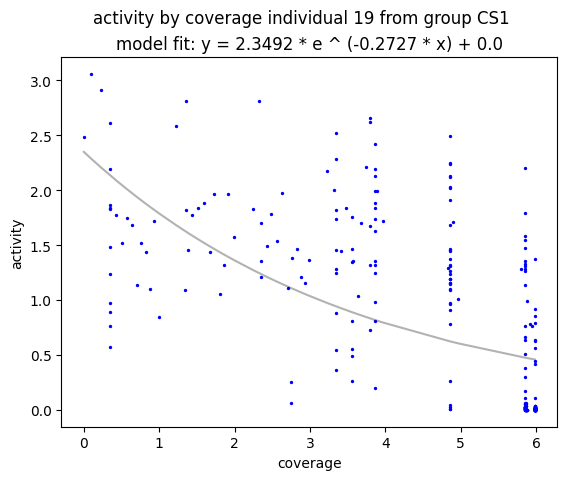 activity by coverage individual 19 from group CS1
model fit: y = 2.3492 * e ^ (-0.2727 * x) + 0.0
3.0
2.5
2.0
1.5
1.0
0.5
0.0
activity
0 1 2 3 4 5 6
coverage